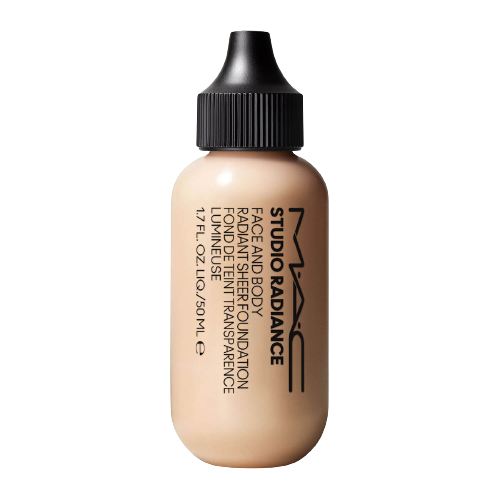 M·A·C
STUDIO RADIANCE
FACE AND BODY
RADIANT SHEER FOUNDATION
FOND DE TEINT TRANSPARENCE
LUMINEUSE
1.7 FL. OZ. LIQ./50 ML ℮